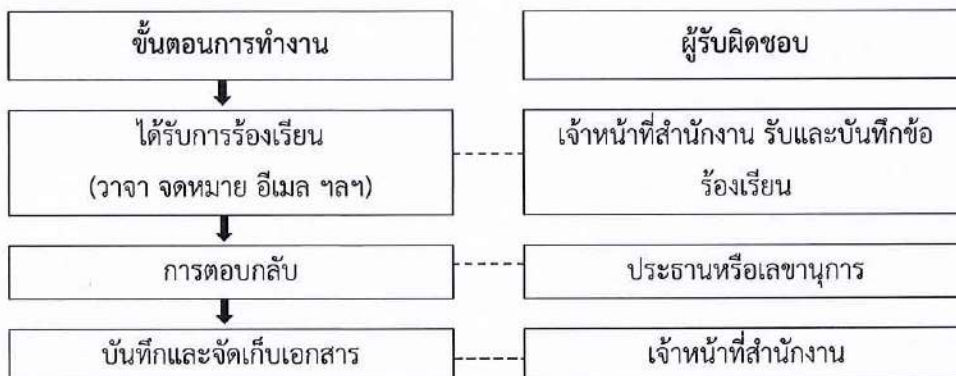 ขั้นตอนการทำงาน
ผู้รับผิดชอบ
ได้รับการร้องเรียน
(วาจา จดหมาย อีเมล ฯลฯ)
เจ้าหน้าที่สำนักงาน รับและบันทึกข้อ
ร้องเรียน
การตอบกลับ
ประธานหรือเลขานุการ
บันทึกและจัดเก็บเอกสาร
เจ้าหน้าที่สำนักงาน